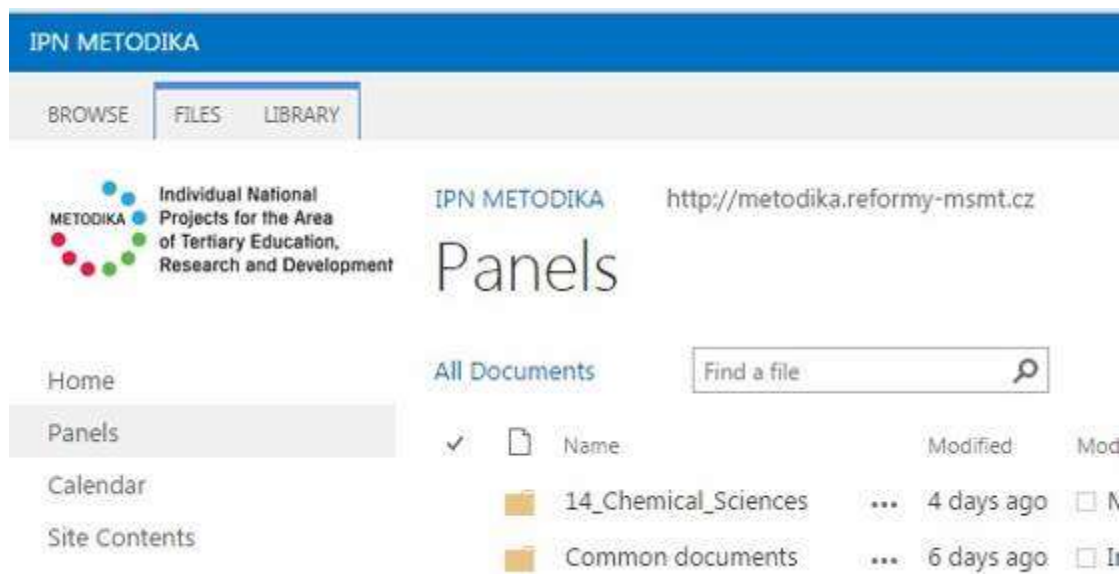 IPN METODIKA
BROWSE FILES LIBRARY
METODIKA
Individual National
Projects for the Area
of Tertiary Education,
Research and Development
IPN METODIKA http://metodika.reformy-msmt.cz
Panels
Home
Panels
Calendar
Site Contents
All Documents Find a file
Name Modified Mod
14_Chemical_Sciences ... 4 days ago
Common documents ... 6 days ago